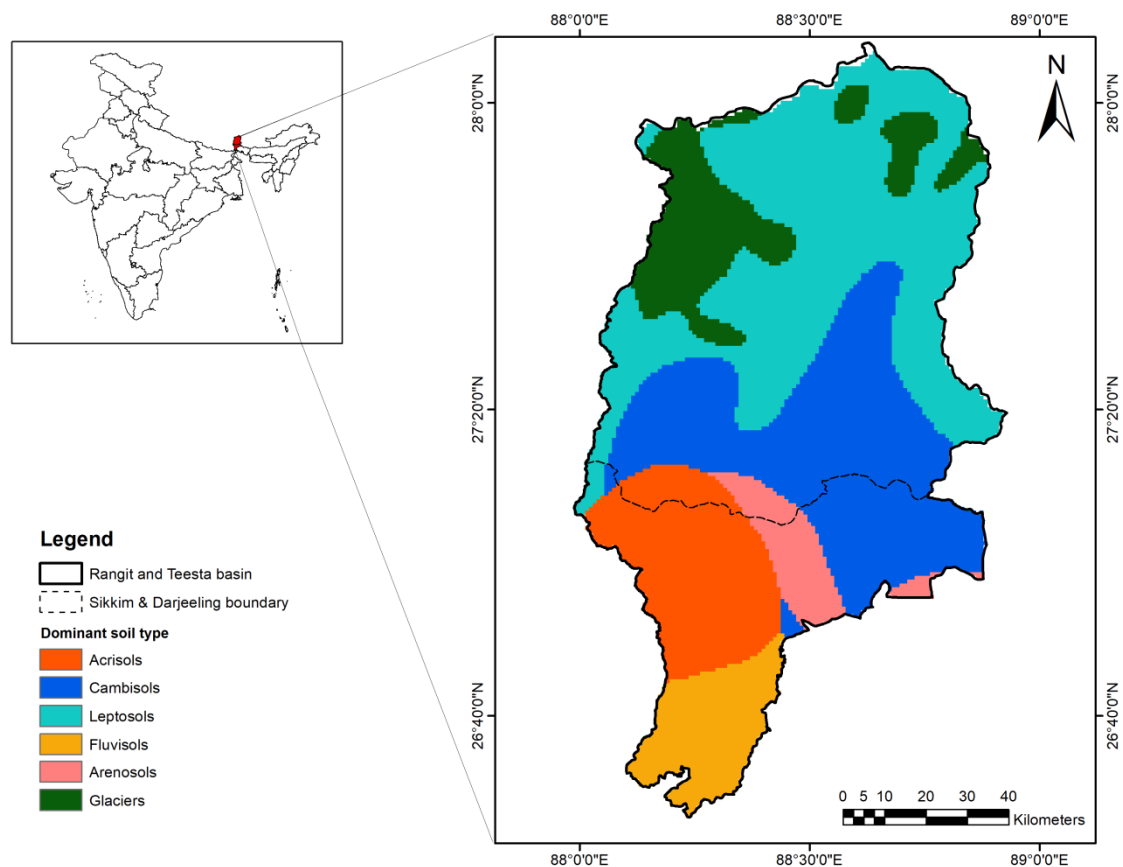 88°0'0"E 88°30'0"E 89°0'0"E
N
28°0'0"N 28°0'0"N
27°20'0"N 27°20'0"N
26°40'0"N 26°40'0"N
Legend
Rangit and Teesta basin
Sikkim & Darjeeling boundary
Dominant soil type
Acrisols
Cambisols
Leptosols
Fluvisols
Arenosols
Glaciers
0 5 10 20 30 40
Kilometers
88°0'0"E 88°30'0"E 89°0'0"E